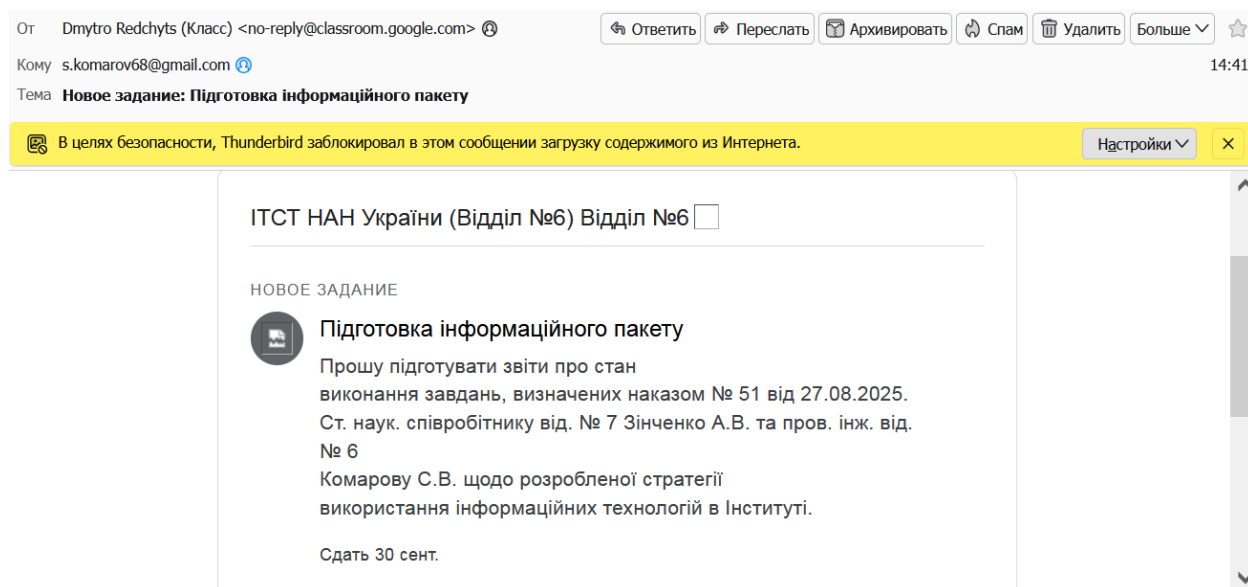 От Dmytro Redchyts (Класс) <no-reply@classroom.google.com> Ответить Переслать Архивировать Спам Удалить Больше
Кому s.komarov68@gmail.com 14:41
Тема Новое задание: Підготовка інформаційного пакету
В целях безопасности, Thunderbird заблокировал в этом сообщении загрузку содержимого из Интернета. Настройки
ІТСТ НАН України (Відділ №6) Відділ №6
НОВОЕ ЗАДАНИЕ
Підготовка інформаційного пакету
Прошу підготувати звіти про стан
виконання завдань, визначених наказом № 51 від 27.08.2025.
Ст. наук. співробітнику від. № 7 Зінченко А.В. та пров. інж. від.
№ 6
Комарову С.В. щодо розробленої стратегії
використання інформаційних технологій в Інституті.
Сдать 30 сент.